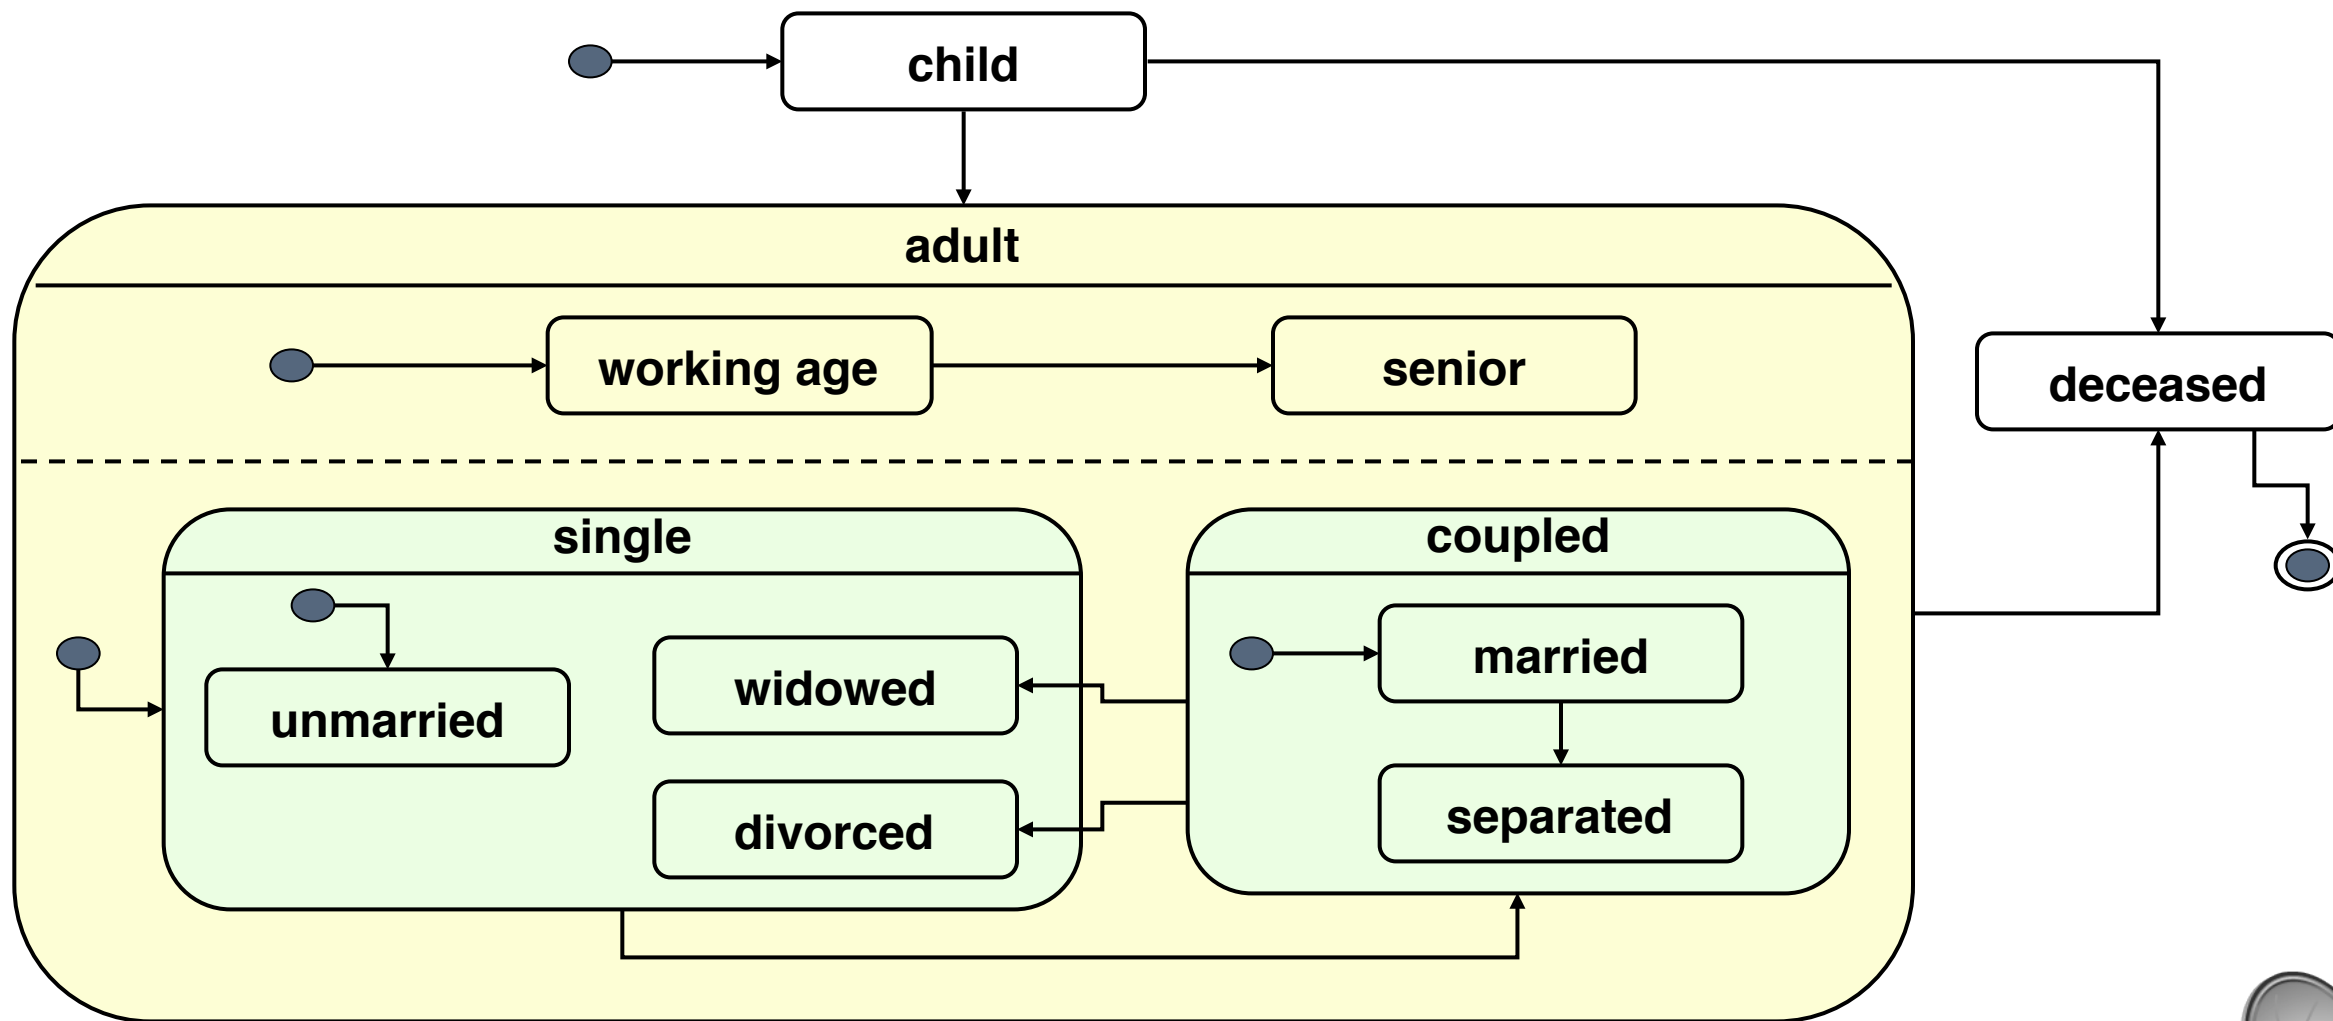 child
adult
working age
senior
deceased
single
coupled
married
widowed
unmarried
separated
divorced